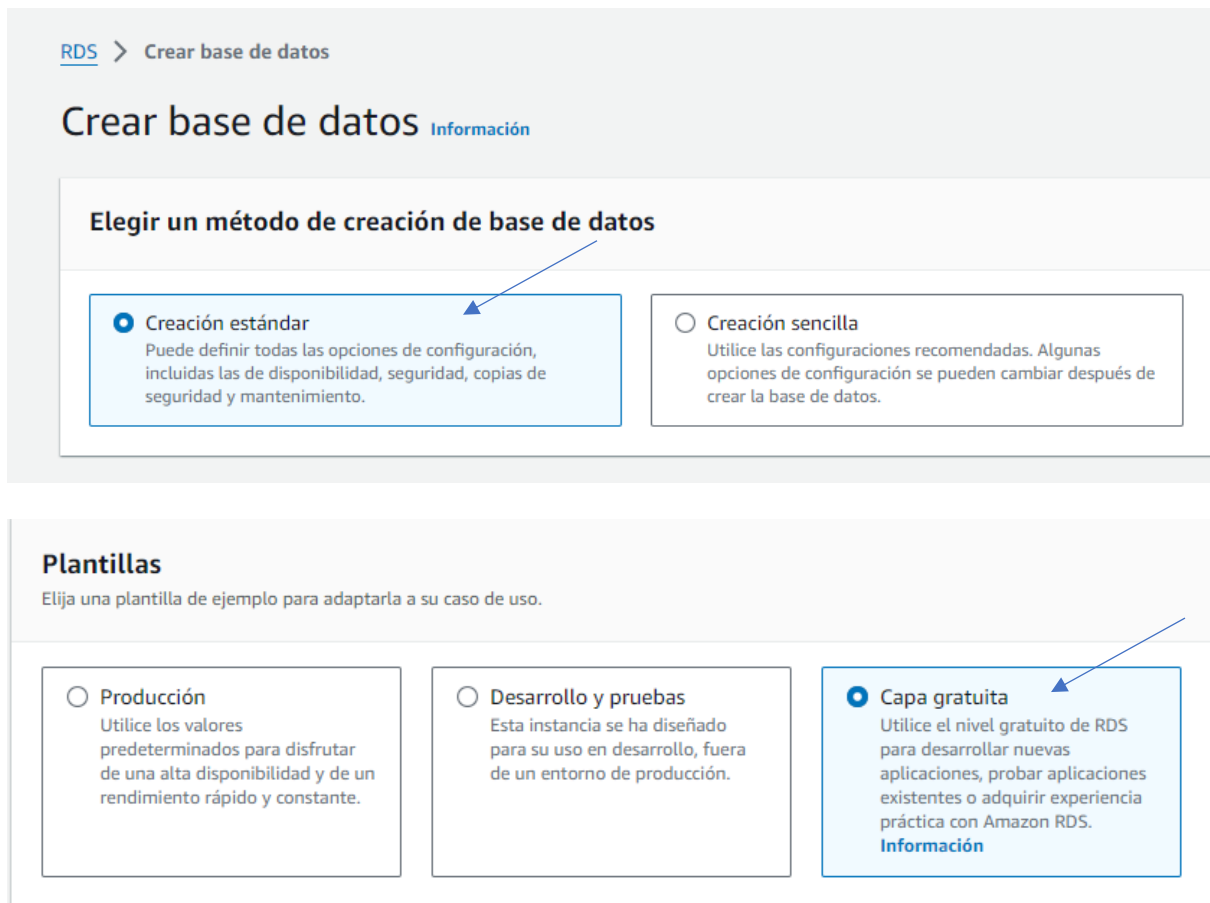 RDS > Crear base de datos
Crear base de datos Información
Elegir un método de creación de base de datos
Creación estándar
Puede definir todas las opciones de configuración,
incluidas las de disponibilidad, seguridad, copias de
seguridad y mantenimiento.
Creación sencilla
Utilice las configuraciones recomendadas. Algunas
opciones de configuración se pueden cambiar después de
crear la base de datos.
Plantillas
Elija una plantilla de ejemplo para adaptarla a su caso de uso.
Producción
Utilice los valores
predeterminados para disfrutar
de una alta disponibilidad y de un
rendimiento rápido y constante.
Desarrollo y pruebas
Esta instancia se ha diseñado
para su uso en desarrollo, fuera
de un entorno de producción.
Capa gratuita
Utilice el nivel gratuito de RDS
para desarrollar nuevas
aplicaciones, probar aplicaciones
existentes o adquirir experiencia
práctica con Amazon RDS.
Información